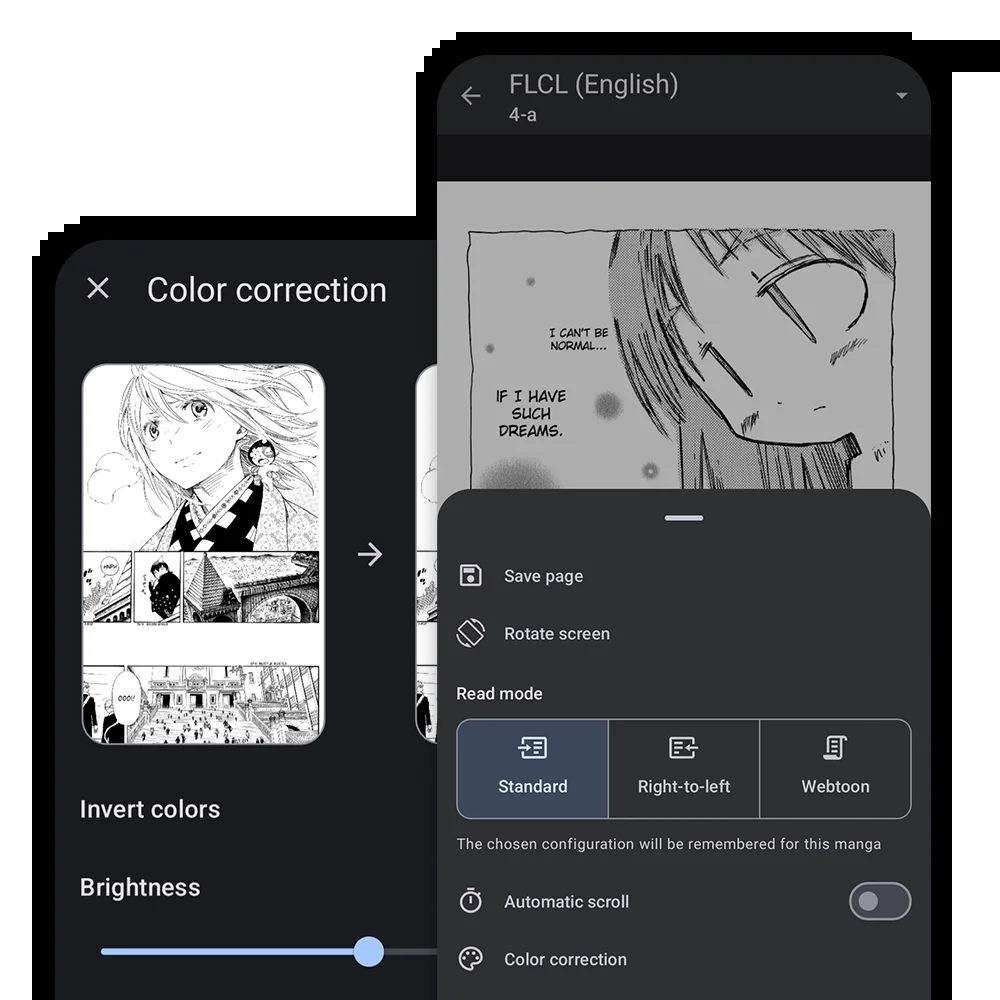 FLCL (English)
4-a
I CAN'T BE
NORMAL...
IF I HAVE
SUCH
DREAMS.
Save page
Rotate screen
Read mode
Standard
Right-to-left
Webtoon
The chosen configuration will be remembered for this manga
Automatic scroll
Color correction
Color correction
OOO!!
Invert colors
Brightness